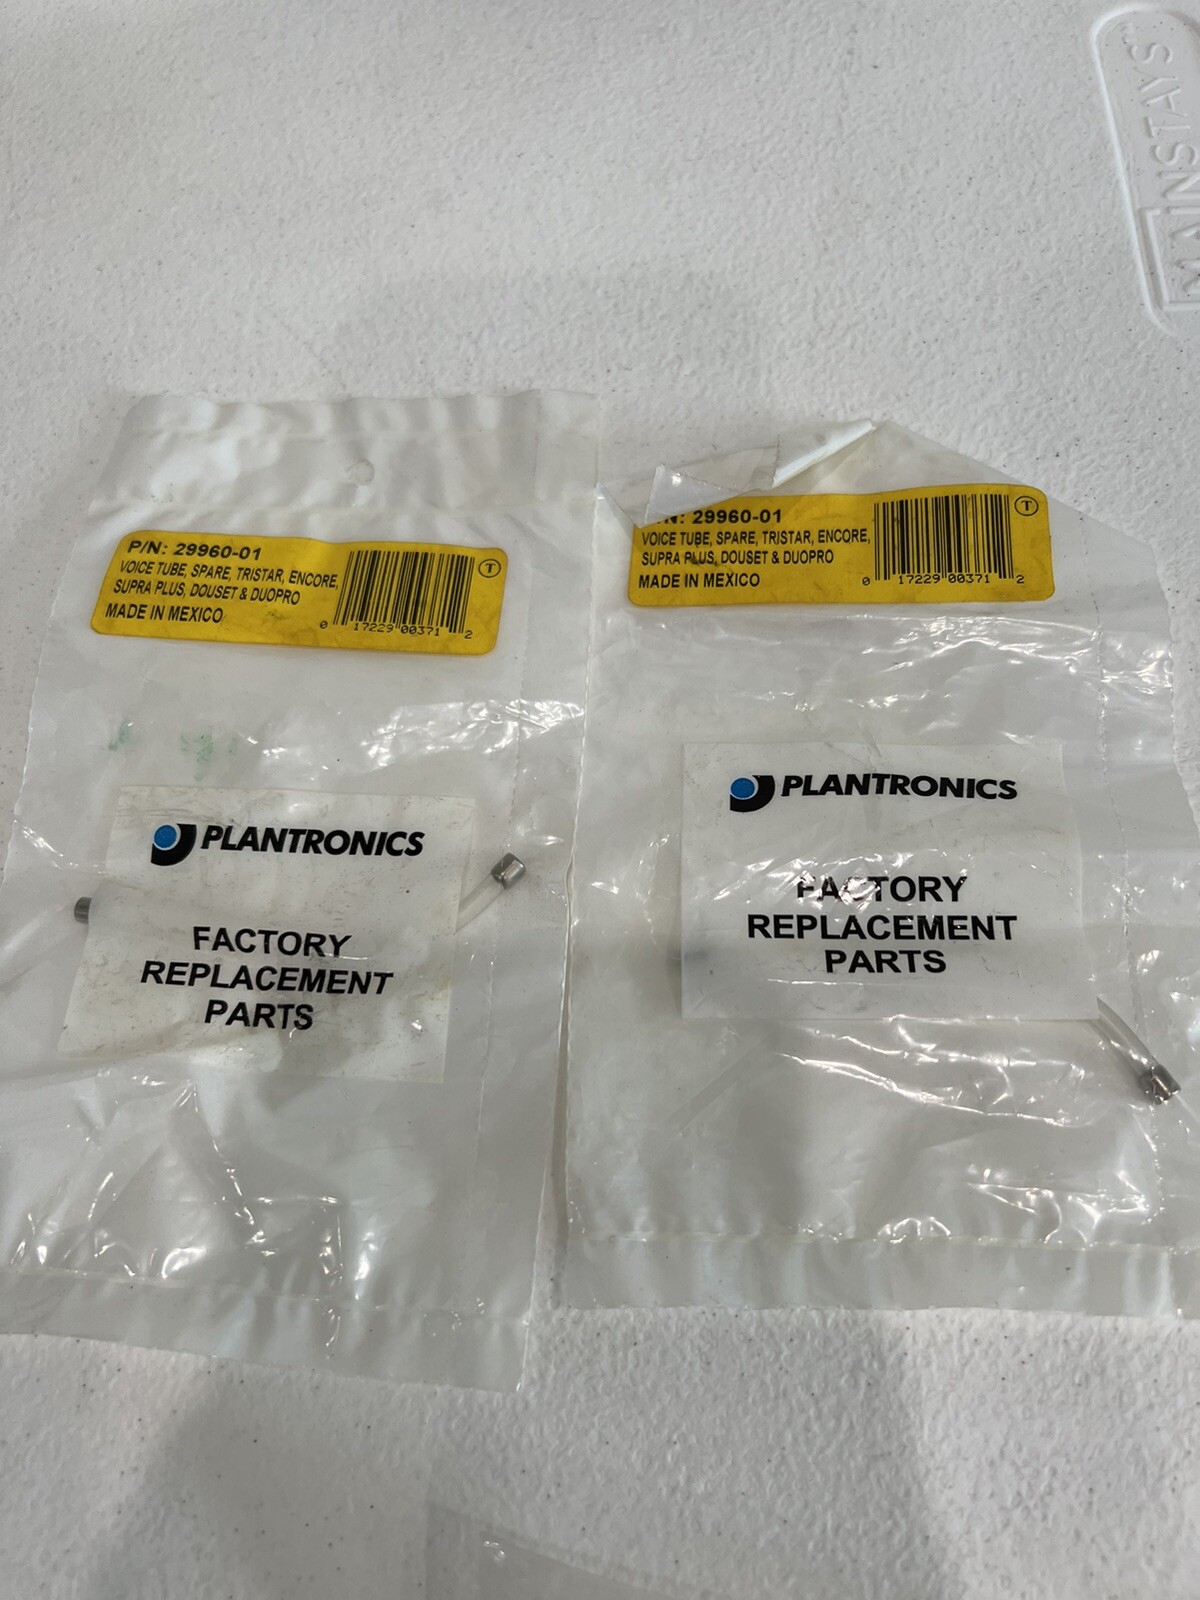 MAINSTAYS
P/N: 29960-01
VOICE TUBE, SPARE, TRISTAR, ENCORE,
SUPRA PLUS, DOUSET & DUOPRO
MADE IN MEXICO
T
0 17229 00371 2
PLANTRONICS
FACTORY
REPLACEMENT
PARTS
N: 29960-01
VOICE TUBE, SPARE, TRISTAR, ENCORE,
SUPRA PLUS, DOUSET & DUOPRO
MADE IN MEXICO
T
0 17229 00371 2
PLANTRONICS
FACTORY
REPLACEMENT
PARTS